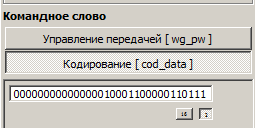 Командное слово
Управление передачей [ wg_pw ]
Кодирование [ cod_data ]
00000000000000010001100000110111
16 2